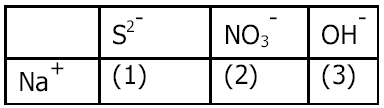 S²⁻ NO₃⁻ OH⁻
Na⁺ (1) (2) (3)